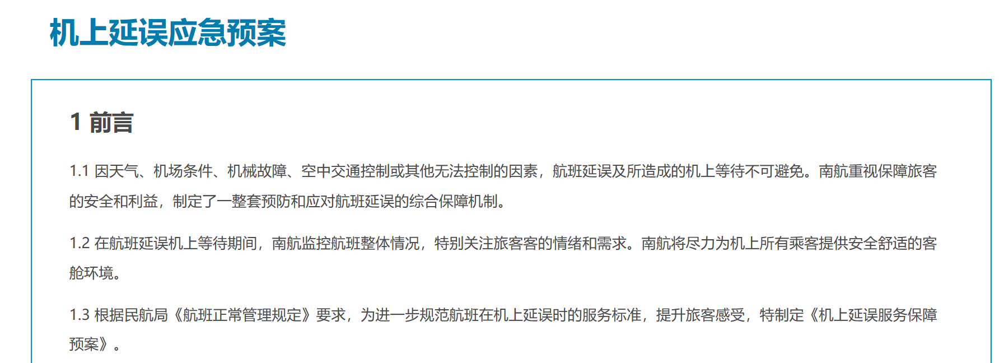 机上延误应急预案
1 前言
1.1 因天气、机场条件、机械故障、空中交通控制或其他无法控制的因素，航班延误及所造成的机上等待不可避免。南航重视保障旅客
的安全和利益，制定了一整套预防和应对航班延误的综合保障机制。
1.2 在航班延误机上等待期间，南航监控航班整体情况，特别关注旅客客的情绪和需求。南航将尽力为机上所有乘客提供安全舒适的客
舱环境。
1.3 根据民航局《航班正常管理规定》要求，为进一步规范航班在机上延误时的服务标准，提升旅客感受，特制定《机上延误服务保障
预案》。